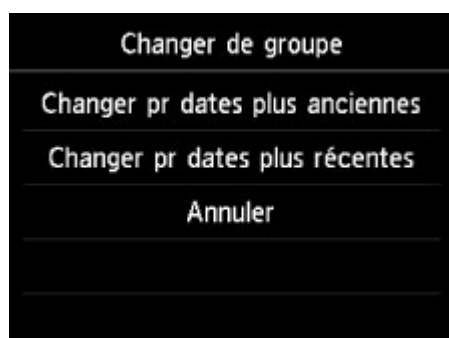 Changer de groupe
Changer pr dates plus anciennes
Changer pr dates plus récentes
Annuler